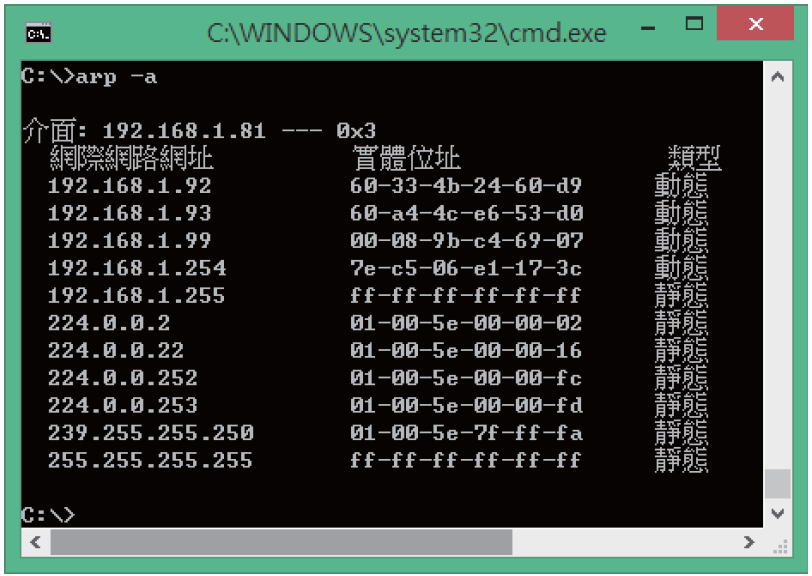 C:\WINDOWS\system32\cmd.exe
C:\>arp -a
介面: 192.168.1.81 --- 0x3
網際網路網址 實體位址 類型
192.168.1.92 60-33-4b-24-60-d9 動態
192.168.1.93 60-a4-4c-e6-53-d0 動態
192.168.1.99 00-08-9b-c4-69-07 動態
192.168.1.254 7e-c5-06-e1-17-3c 動態
192.168.1.255 ff-ff-ff-ff-ff-ff 靜態
224.0.0.2 01-00-5e-00-00-02 靜態
224.0.0.22 01-00-5e-00-00-16 靜態
224.0.0.252 01-00-5e-00-00-fc 靜態
224.0.0.253 01-00-5e-00-00-fd 靜態
239.255.255.250 01-00-5e-7f-ff-fa 靜態
255.255.255.255 ff-ff-ff-ff-ff-ff 靜態
C:\>